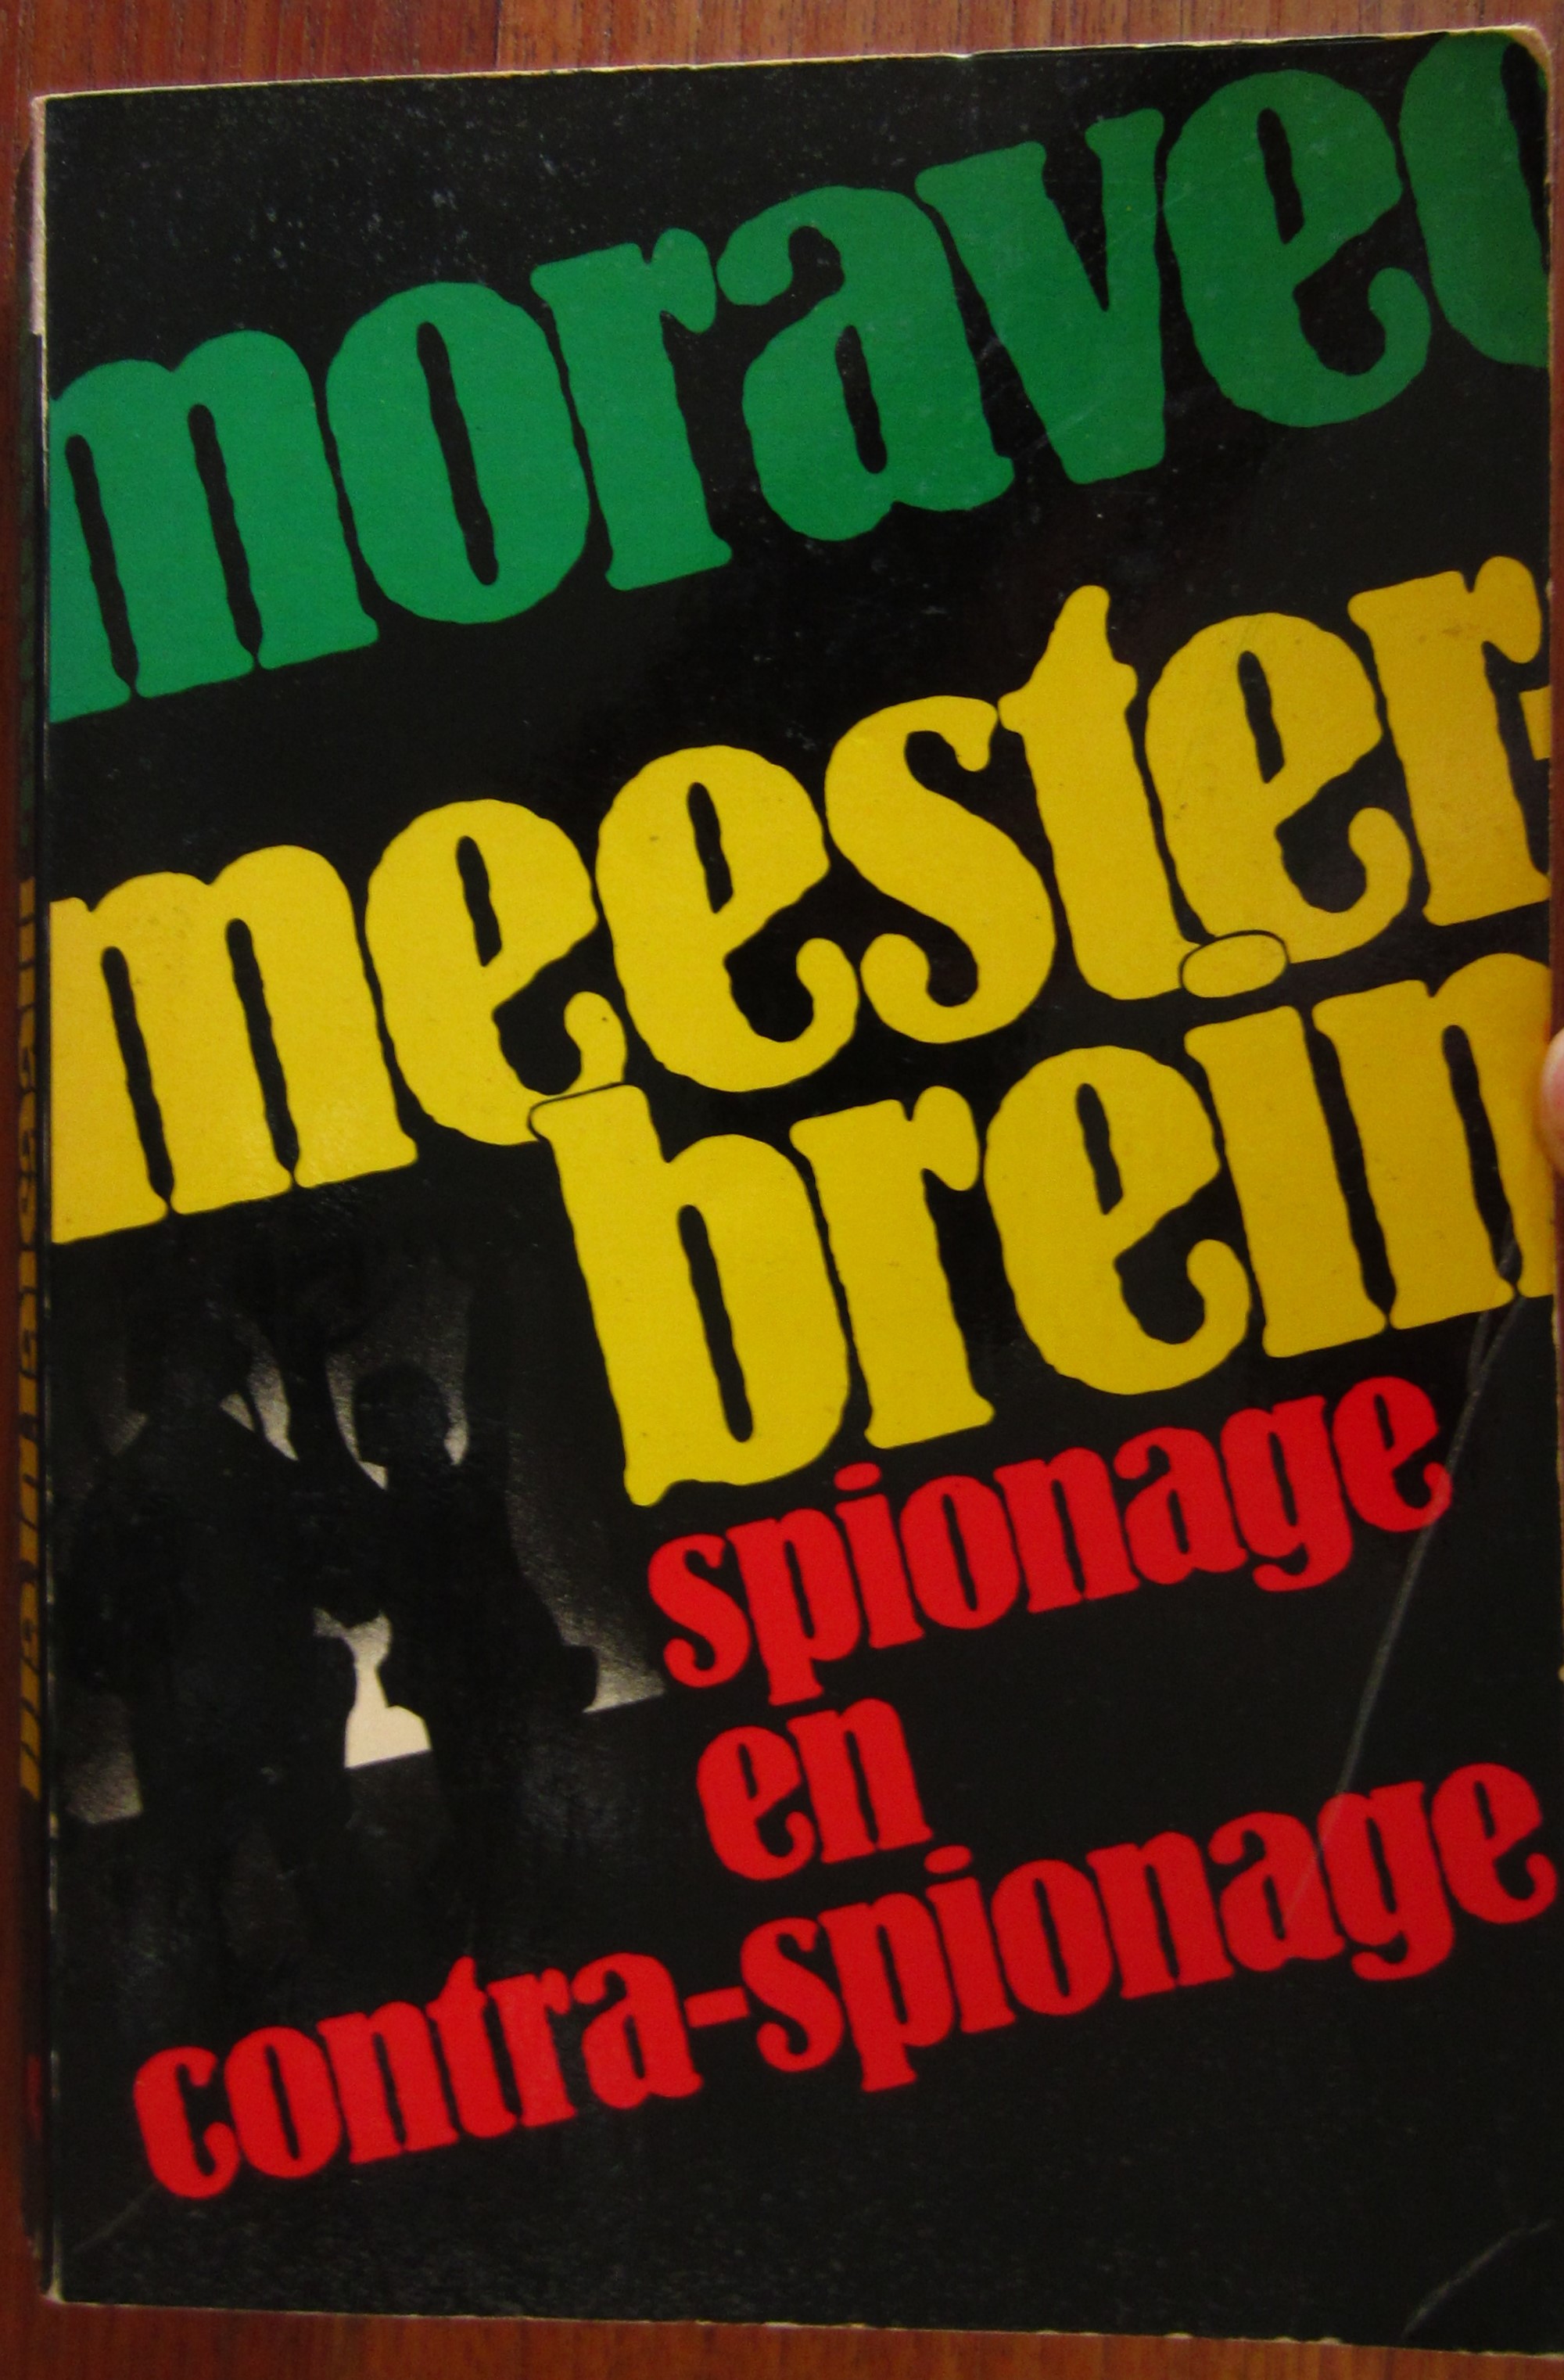 moravec
meester-
brein
spionage
en
contra-spionage